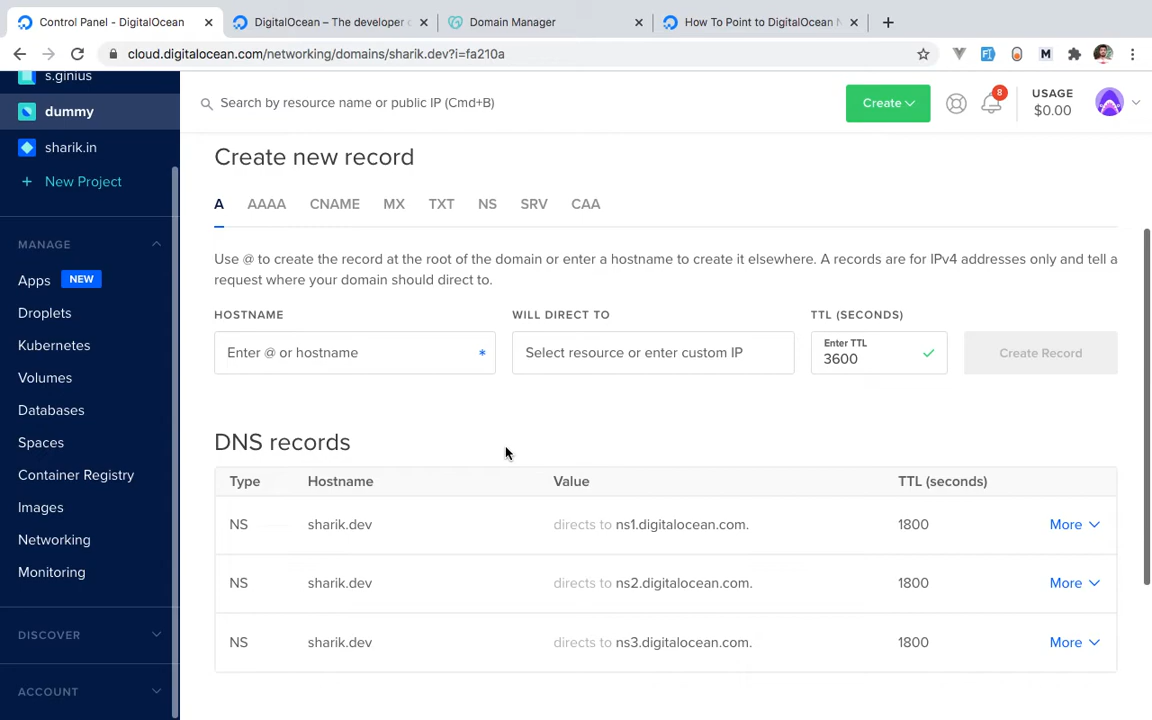 Control Panel - DigitalOcean
DigitalOcean – The developer c
Domain Manager
How To Point to DigitalOcean N
cloud.digitalocean.com/networking/domains/sharik.dev?i=fa210a
s.ginius
dummy
sharik.in
+ New Project
MANAGE
Apps NEW
Droplets
Kubernetes
Volumes
Databases
Spaces
Container Registry
Images
Networking
Monitoring
DISCOVER
ACCOUNT
Search by resource name or public IP (Cmd+B)
Create
8
USAGE
$0.00
Create new record
A AAAA CNAME MX TXT NS SRV CAA
Use @ to create the record at the root of the domain or enter a hostname to create it elsewhere. A records are for IPv4 addresses only and tell a
request where your domain should direct to.
HOSTNAME WILL DIRECT TO TTL (SECONDS)
Enter @ or hostname * Select resource or enter custom IP Enter TTL
3600
Create Record
DNS records
Type Hostname Value TTL (seconds)
NS sharik.dev directs to ns1.digitalocean.com. 1800 More
NS sharik.dev directs to ns2.digitalocean.com. 1800 More
NS sharik.dev directs to ns3.digitalocean.com. 1800 More